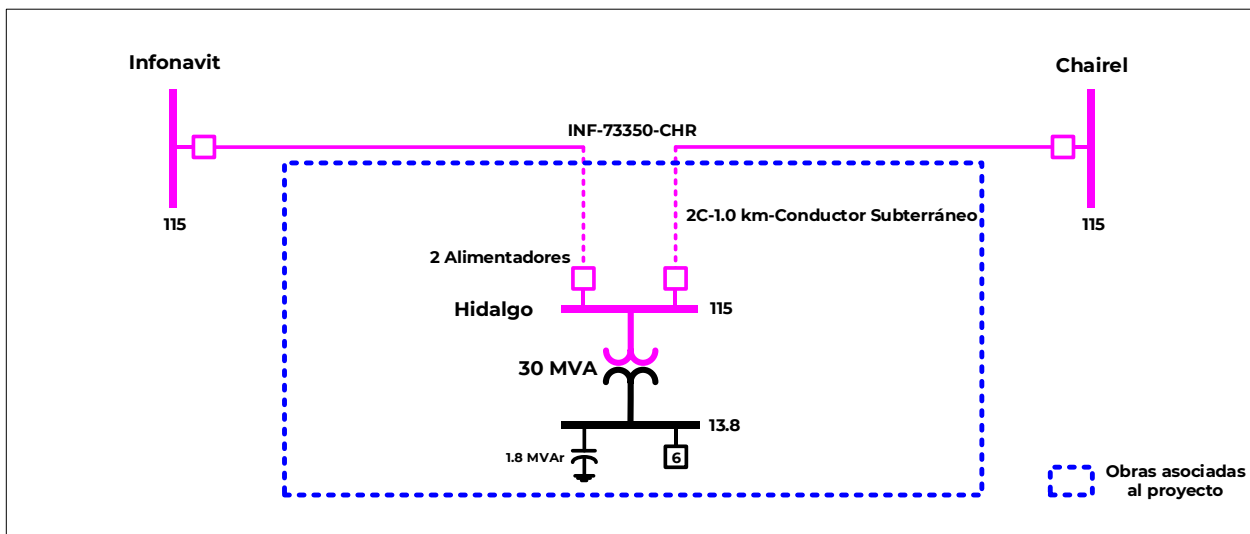 Infonavit
Chairel
INF-73350-CHR
115
115
2C-1.0 km-Conductor Subterráneo
2 Alimentadores
Hidalgo
115
30 MVA
13.8
1.8 MVAr
6
Obras asociadas
al proyecto